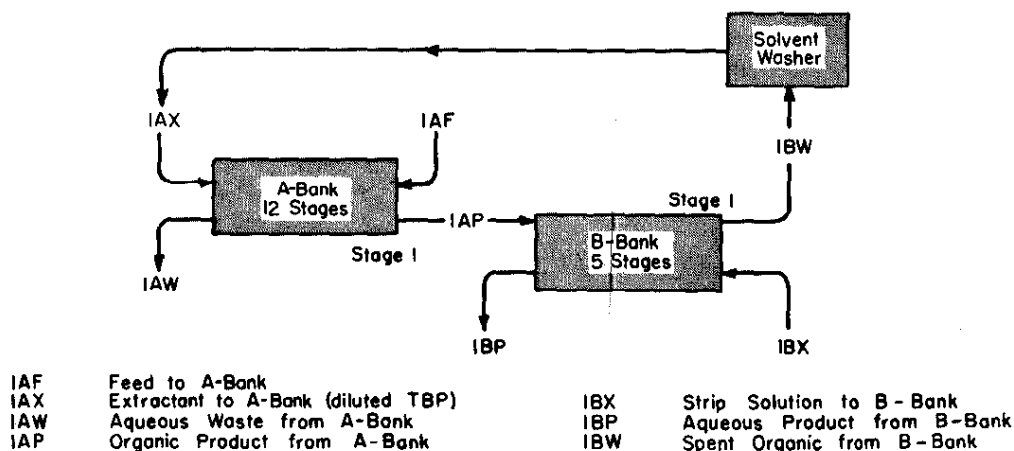 Solvent
Washer
IAX
IAF
IBW
A-Bank
12 Stages
Stage I
IAP
Stage I
B-Bank
5 Stages
IAW
IBP
IBX
IAF Feed to A-Bank
IAX Extractant to A-Bank (diluted TBP)
IAW Aqueous Waste from A-Bank
IAP Organic Product from A-Bank
IBX Strip Solution to B-Bank
IBP Aqueous Product from B-Bank
IBW Spent Organic from B-Bank